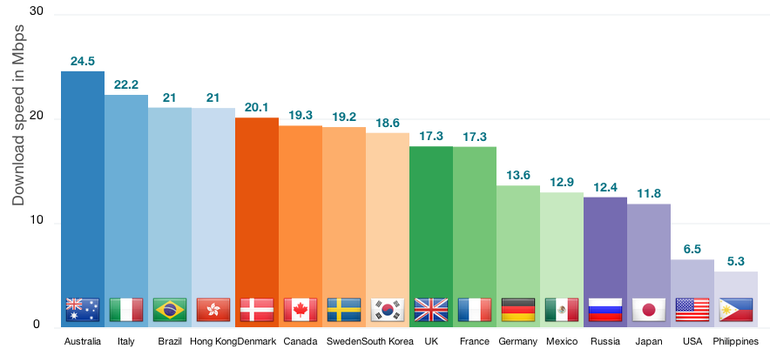 Download speed in Mbps
30
20
10
0
24.5
22.2
21
21
20.1
19.3
19.2
18.6
17.3
17.3
13.6
12.9
12.4
11.8
6.5
5.3
Australia
Italy
Brazil
Hong Kong
Denmark
Canada
Sweden
South Korea
UK
France
Germany
Mexico
Russia
Japan
USA
Philippines